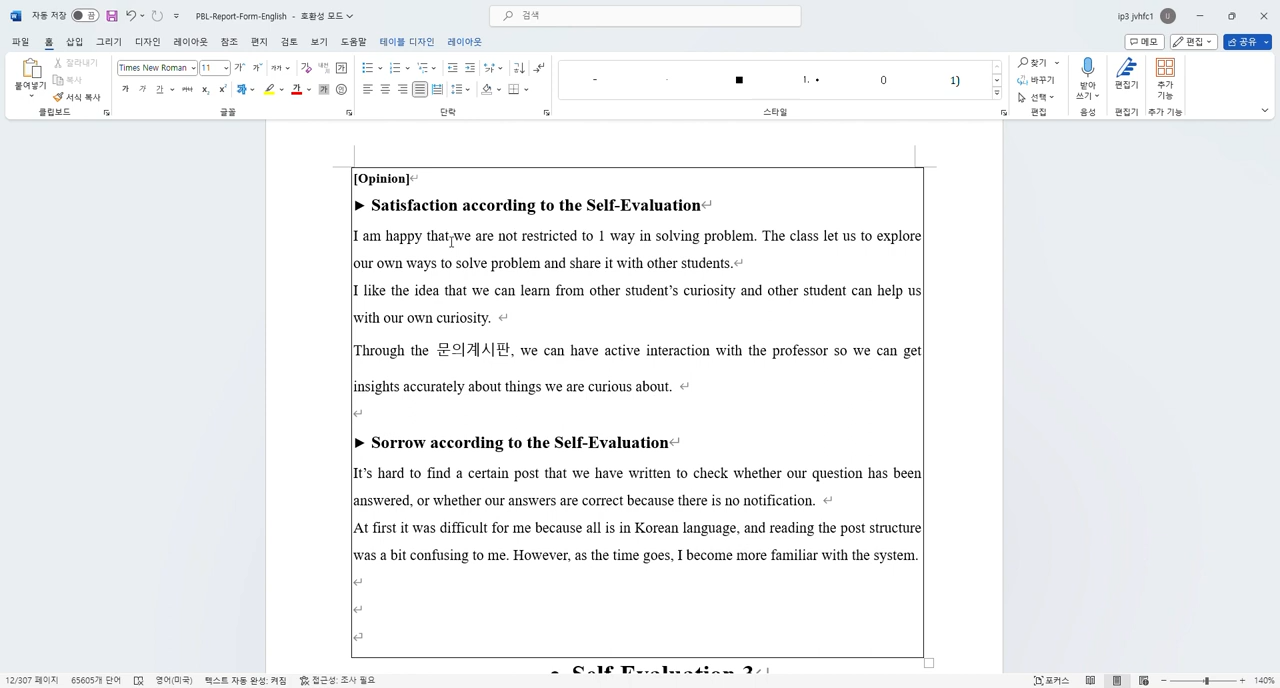 자동 저장 끔 PBL-Report-Form-English - 호환성 모드 검색 ip3 jvhfc1
파일 홈 삽입 그리기 디자인 레이아웃 참조 편지 검토 보기 도움말 테이블 디자인 레이아웃 메모 편집 공유
붙여넣기 잘라내기 복사 서식 복사
Times New Roman 11
찾기 바꾸기 선택
받아쓰기 편집기 추가 기능
클립보드 글꼴 단락 스타일 편집 음성 편집기 추가 기능
[Opinion]
► Satisfaction according to the Self-Evaluation
I am happy that we are not restricted to 1 way in solving problem. The class let us to explore
our own ways to solve problem and share it with other students.
I like the idea that we can learn from other student's curiosity and other student can help us
with our own curiosity.
Through the 문의계시판, we can have active interaction with the professor so we can get
insights accurately about things we are curious about.
► Sorrow according to the Self-Evaluation
It's hard to find a certain post that we have written to check whether our question has been
answered, or whether our answers are correct because there is no notification.
At first it was difficult for me because all is in Korean language, and reading the post structure
was a bit confusing to me. However, as the time goes, I become more familiar with the system.
• Self-Evaluation 3
12/307 페이지 65605개 단어 영어(미국) 텍스트 자동 완성: 켜짐 접근성: 조사 필요 포커스 140%